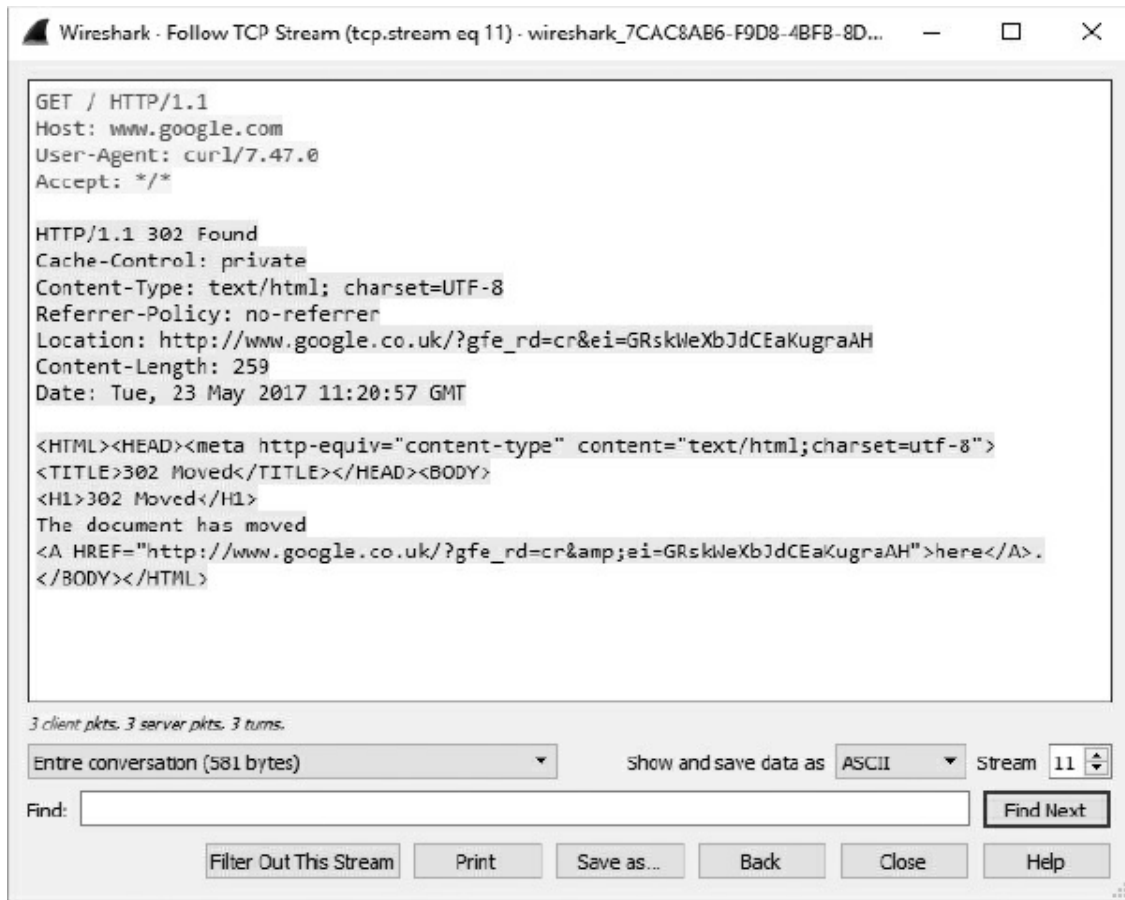 Wireshark - Follow TCP Stream (tcp.stream eq 11) - wireshark_7CAC8AB6-F9D8-4BFB-8D...
GET / HTTP/1.1
Host: www.google.com
User-Agent: curl/7.47.0
Accept: */*
HTTP/1.1 302 Found
Cache-Control: private
Content-Type: text/html; charset=UTF-8
Referrer-Policy: no-referrer
Location: http://www.google.co.uk/?gfe_rd=cr&ei=GRskWeXbJdCEaKugraAH
Content-Length: 259
Date: Tue, 23 May 2017 11:20:57 GMT
<HTML><HEAD><meta http-equiv="content-type" content="text/html;charset=utf-8">
<TITLE>302 Moved</TITLE></HEAD><BODY>
<H1>302 Moved</H1>
The document has moved
<A HREF="http://www.google.co.uk/?gfe_rd=cr&amp;ei=GRskWeXbJdCEaKugraAH">here</A>.
</BODY></HTML>
3 client pkts, 3 server pkts, 3 turns.
Entire conversation (581 bytes) Show and save data as ASCII Stream 11
Find: Find Next
Filter Out This Stream Print Save as... Back Close Help